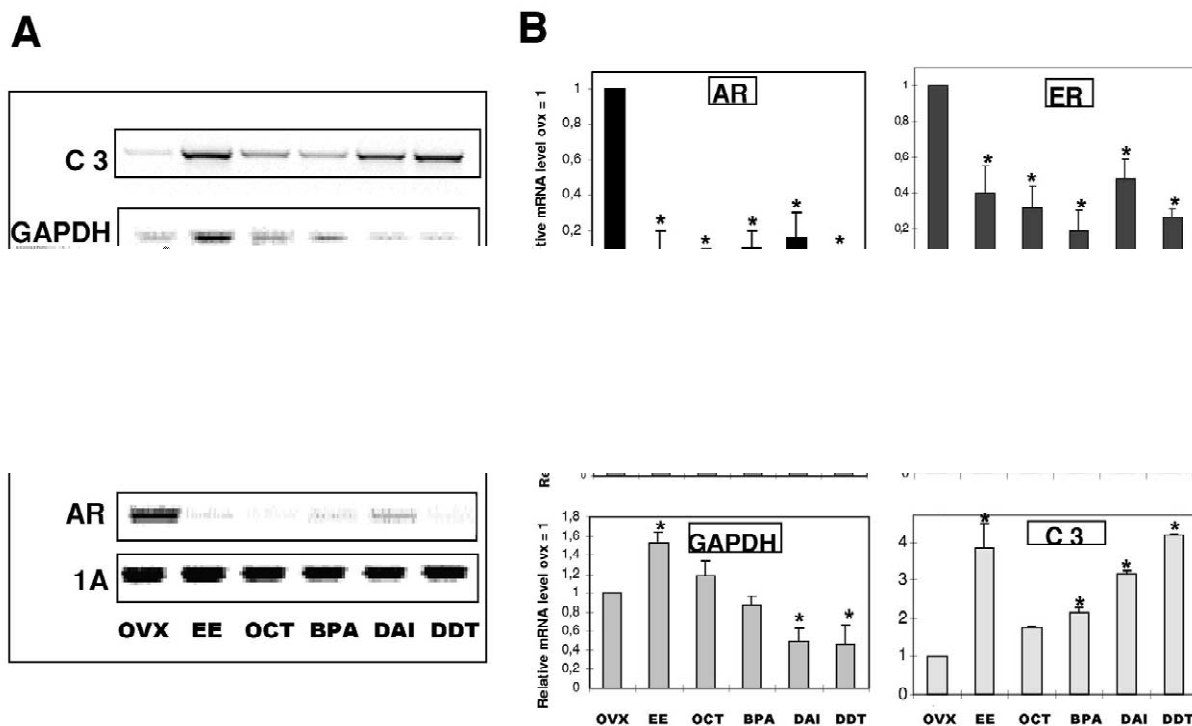 A
C 3
GAPDH
AR
1A
OVX EE OCT BPA DAI DDT
B
AR
tive mRNA level ovx = 1
1
0,8
0,6
0,4
0,2
* * * * *
ER
1
0,8
0,6
0,4
0,2
* * * * *
Re
0
0
GAPDH
Relative mRNA level ovx = 1
1,8
1,6
1,4
1,2
1
0,8
0,6
0,4
0,2
0
* * *
OVX EE OCT BPA DAI DDT
C 3
4
3
2
1
0
* * * *
OVX EE OCT BPA DAI DDT